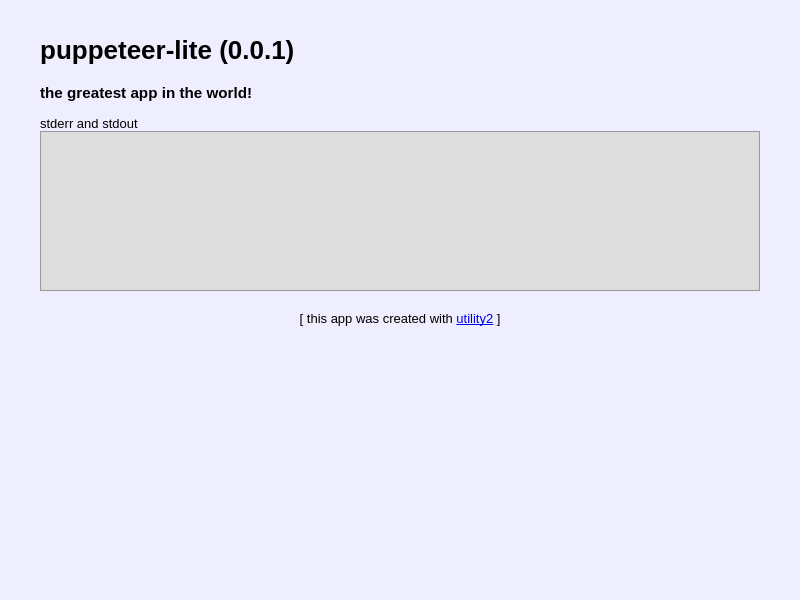 puppeteer-lite (0.0.1)
the greatest app in the world!
stderr and stdout
[ this app was created with utility2 ]